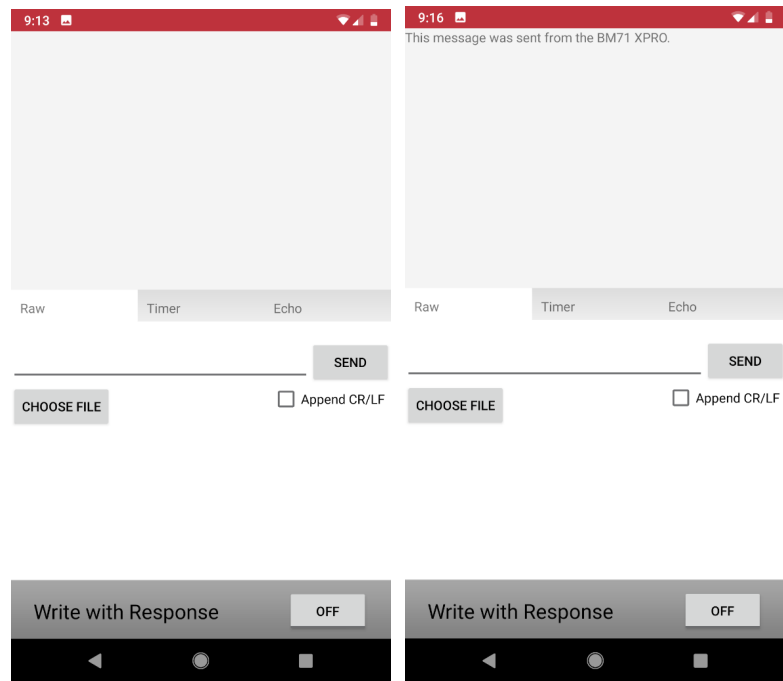 9:13
Raw Timer Echo
SEND
CHOOSE FILE Append CR/LF
Write with Response OFF
9:16
This message was sent from the BM71 XPRO.
Raw Timer Echo
SEND
CHOOSE FILE Append CR/LF
Write with Response OFF